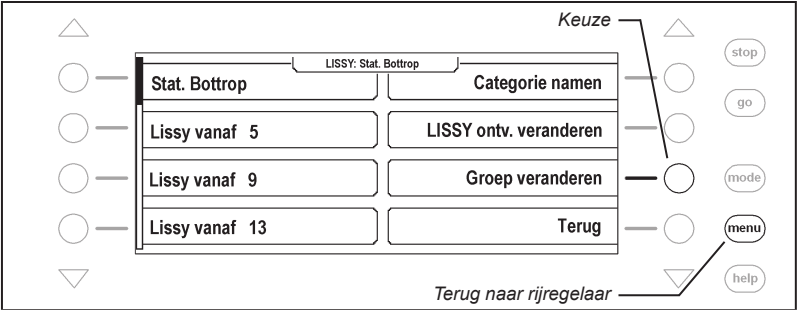 Keuze
stop
LISSY: Stat. Bottrop
Stat. Bottrop
Categorie namen
go
Lissy vanaf 5
LISSY ontv. veranderen
Lissy vanaf 9
Groep veranderen
mode
Lissy vanaf 13
Terug
menu
help
Terug naar rijregelaar